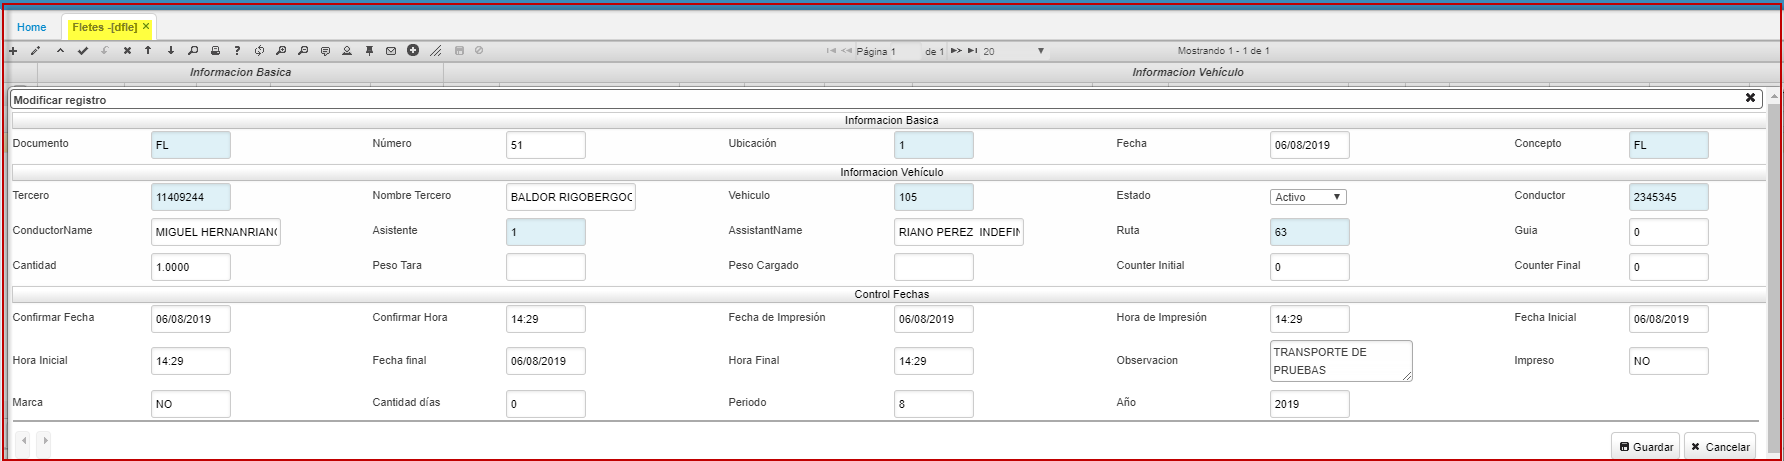 Home Fletes -[dfle]
Página 1 de 1 20 Mostrando 1 - 1 de 1
Informacion Basica Informacion Vehículo
Modificar registro
Informacion Basica
Documento FL Número 51 Ubicación 1 Fecha 06/08/2019 Concepto FL
Informacion Vehículo
Tercero 11409244 Nombre Tercero BALDOR RIGOBERGOC Vehiculo 105 Estado Activo Conductor 2345345
ConductorName MIGUEL HERNANRIANO Asistente 1 AssistantName RIANO PEREZ INDEFIN Ruta 63 Guia 0
Cantidad 1.0000 Peso Tara Peso Cargado Counter Initial 0 Counter Final 0
Control Fechas
Confirmar Fecha 06/08/2019 Confirmar Hora 14:29 Fecha de Impresión 06/08/2019 Hora de Impresión 14:29 Fecha Inicial 06/08/2019
Hora Inicial 14:29 Fecha final 06/08/2019 Hora Final 14:29 Observacion TRANSPORTE DE
PRUEBAS Impreso NO
Marca NO Cantidad días 0 Periodo 8 Año 2019
Guardar Cancelar